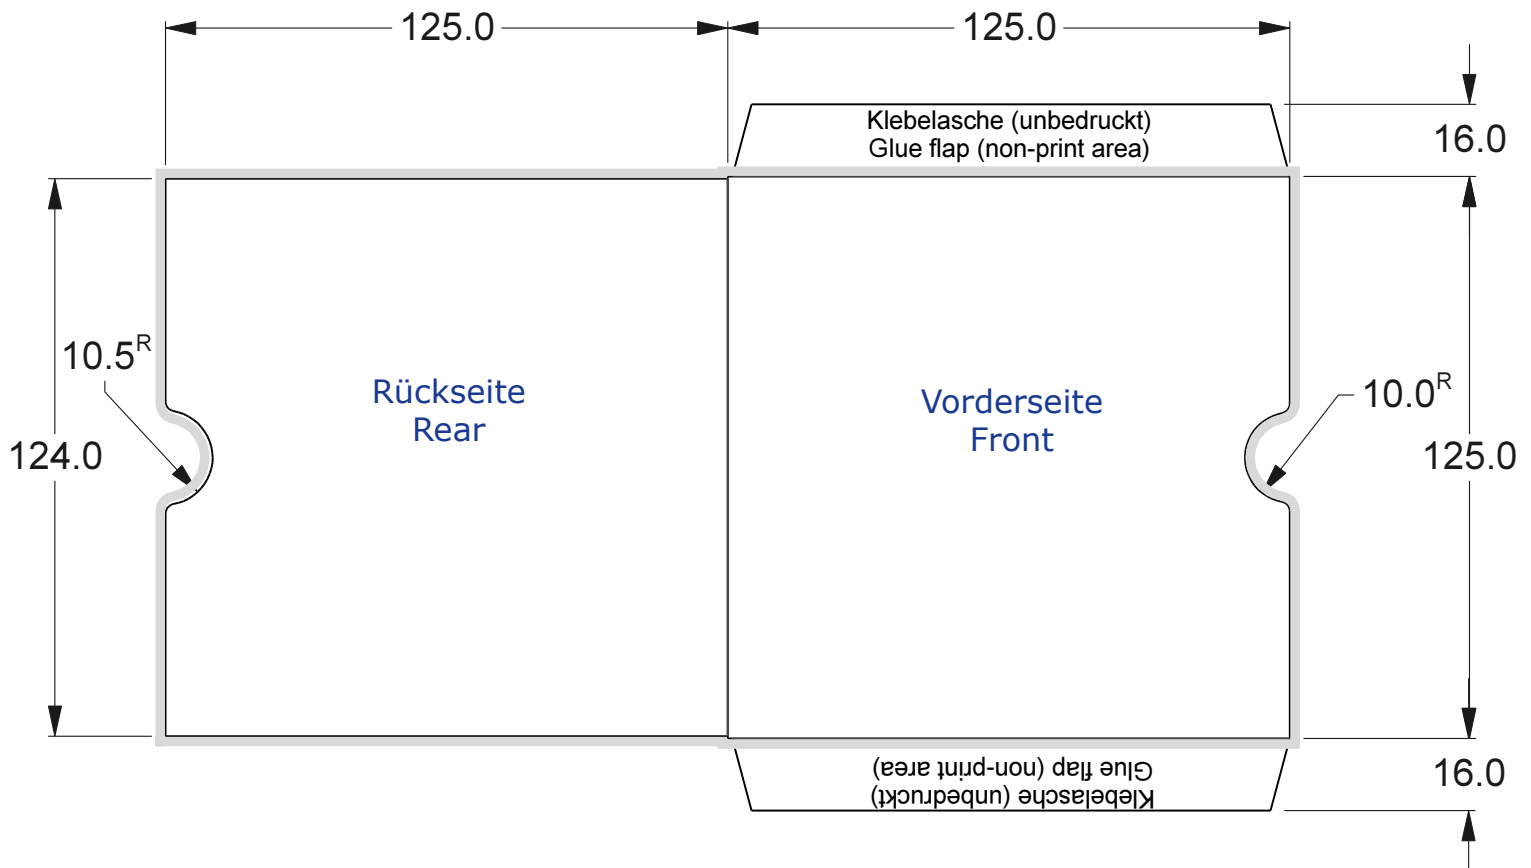 125.0
125.0
Klebelasche (unbedruckt)
Glue flap (non-print area)
16.0
10.5R
Rückseite
Rear
Vorderseite
Front
10.0R
124.0
125.0
16.0
Klebelasche (unbedruckt)
Glue flap (non-print area)